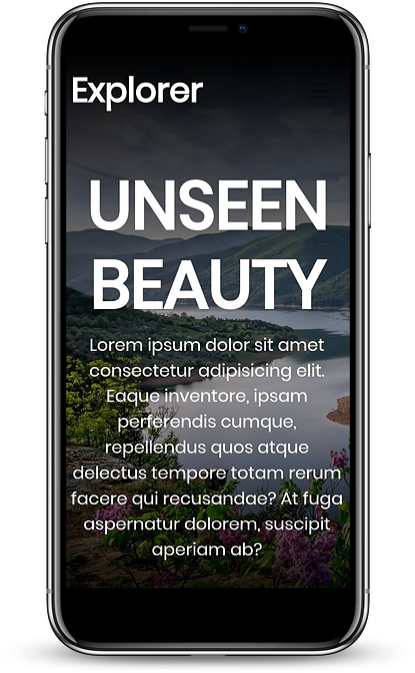 Explorer
UNSEEN
BEAUTY
Lorem ipsum dolor sit amet
consectetur adipisicing elit.
Eaque inventore, ipsam
perferendis cumque,
repellendus quos atque
delectus tempore totam rerum
facere qui recusandae? At fuga
aspernatur dolorem, suscipit
aperiam ab?